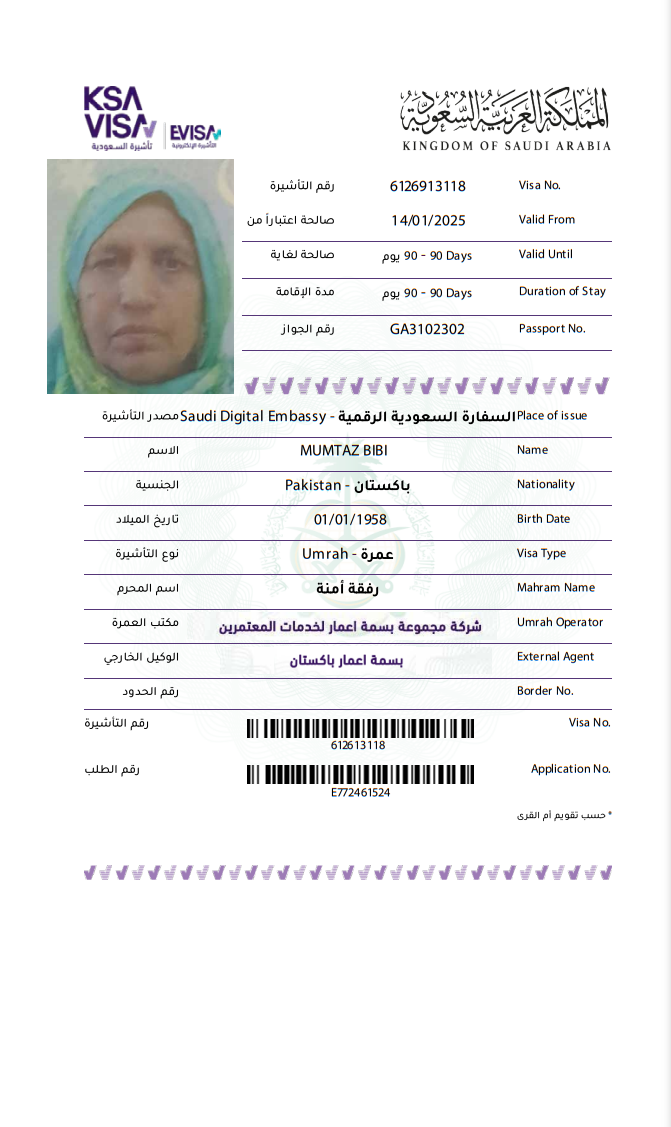 KSA
VISA
تأشيرة السعودية
EVISA
التأشيرة الإلكترونية
المملكة العربية السعودية
KINGDOM OF SAUDI ARABIA
رقم التأشيرة 6126913118 Visa No.
صالحة اعتباراً من 14/01/2025 Valid From
صالحة لغاية 90 - 90 Days يوم Valid Until
مدة الإقامة 90 - 90 Days يوم Duration of Stay
رقم الجواز GA3102302 Passport No.
مصدر التأشيرة Saudi Digital Embassy - السفارة السعودية الرقمية Place of issue
الاسم MUMTAZ BIBI Name
الجنسية Pakistan - باكستان Nationality
تاريخ الميلاد 01/01/1958 Birth Date
نوع التأشيرة Umrah - عمرة Visa Type
اسم المحرم رفقة أمنة Mahram Name
مكتب العمرة شركة مجموعة بسمة اعمار لخدمات المعتمرين Umrah Operator
الوكيل الخارجي بسمة اعمار باكستان External Agent
رقم الحدود Border No.
رقم التأشيرة Visa No.
612613118
رقم الطلب Application No.
E772461524
* حسب تقويم أم القرى